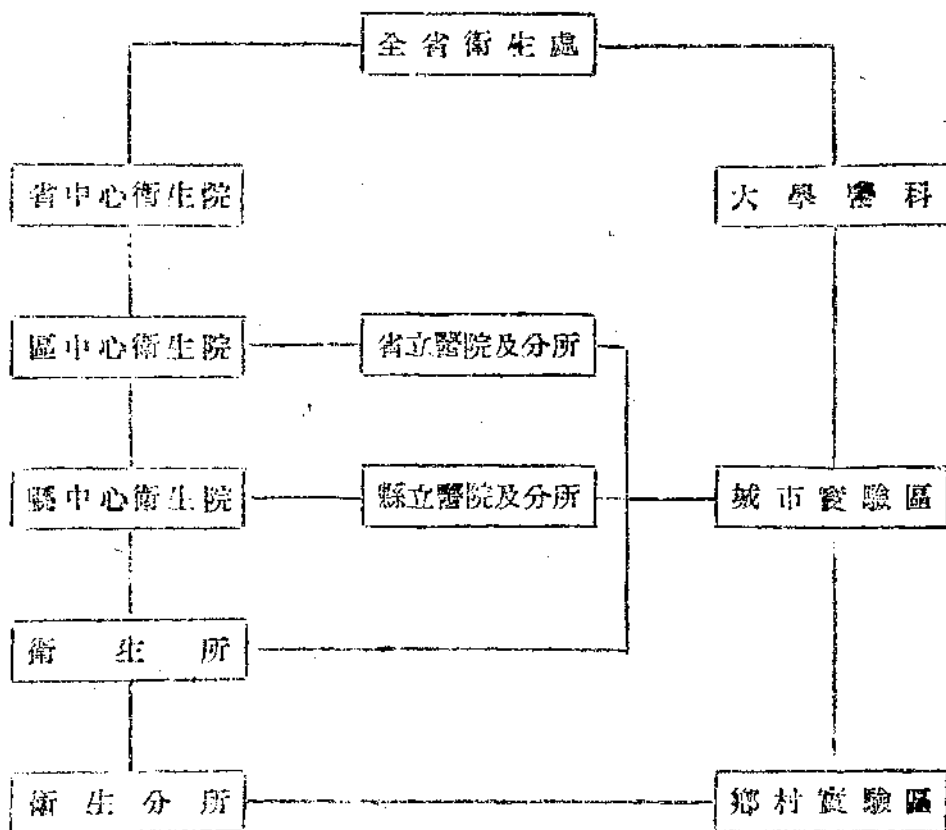 全省衛生處
省中心衛生院
大學醫科
區中心衛生院
省立醫院及分所
縣中心衛生院
縣立醫院及分所
城市實驗區
衛生所
衛生分所
鄉村實驗區